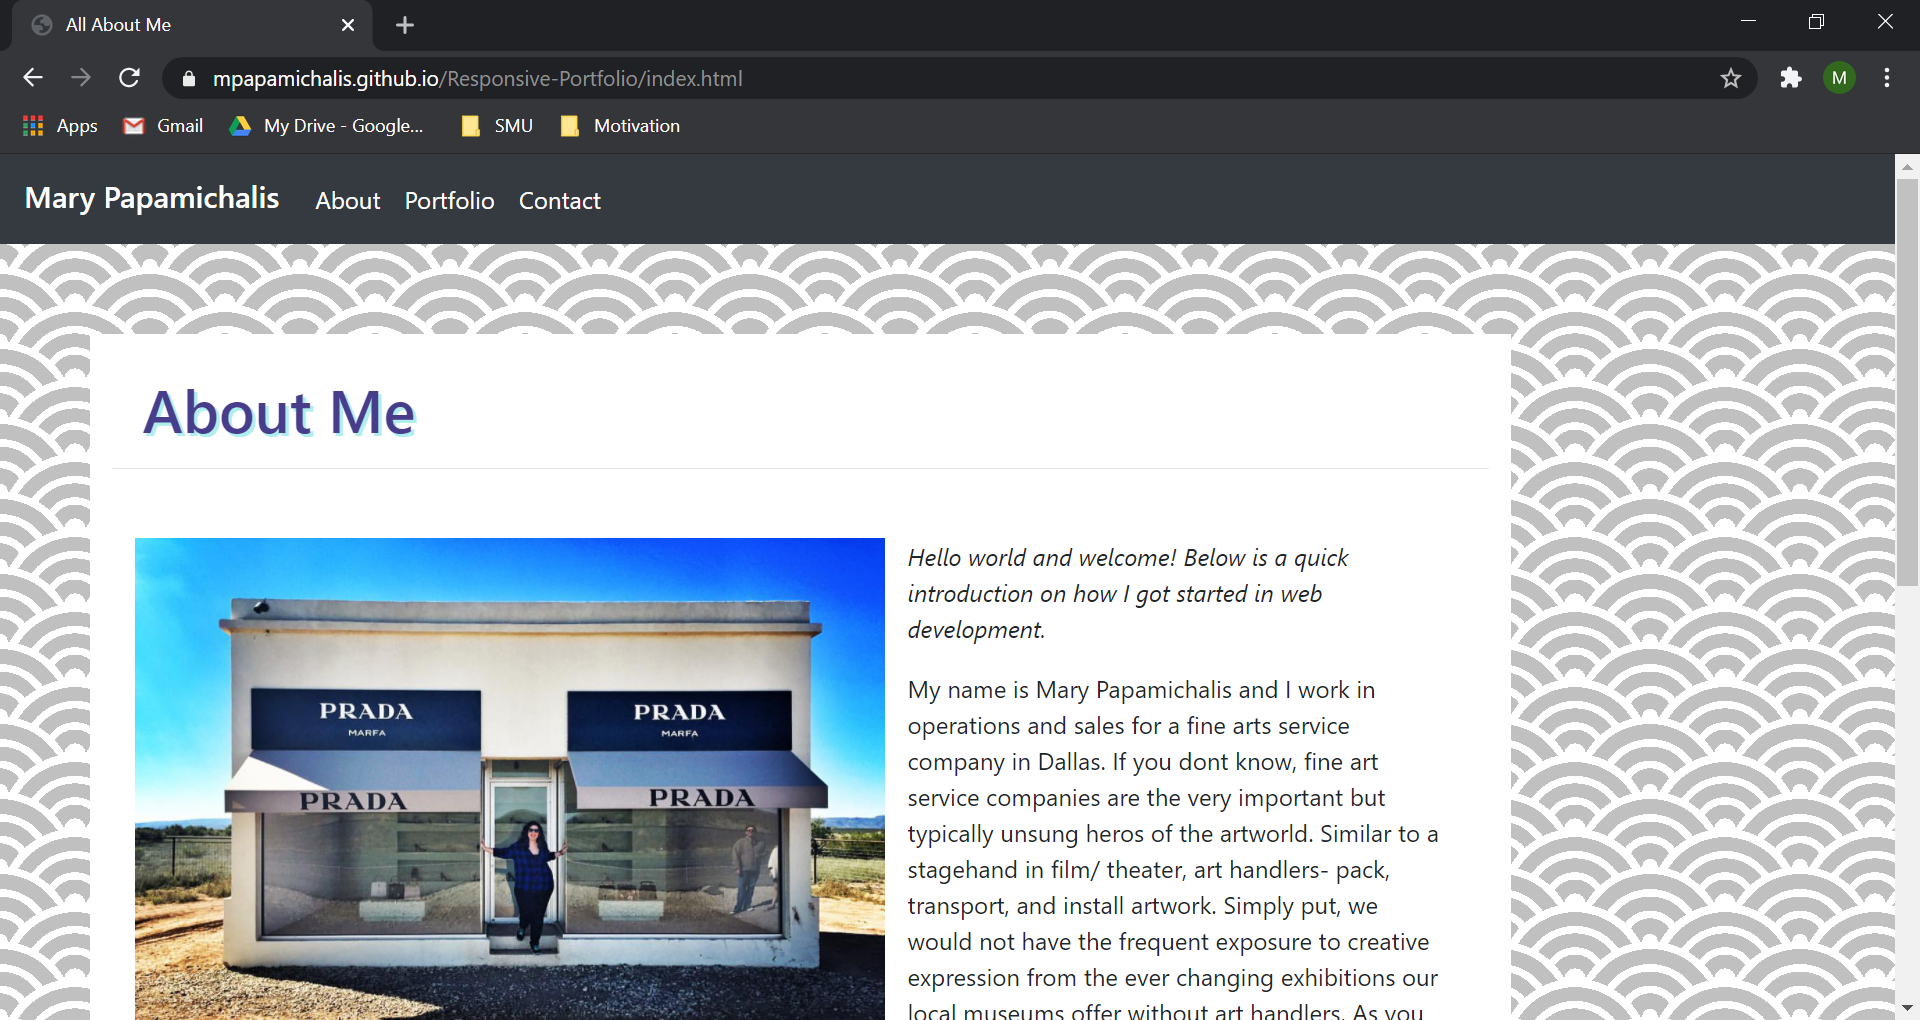 All About Me
mpapamichalis.github.io/Responsive-Portfolio/index.html
M
Apps
Gmail
My Drive - Google...
SMU
Motivation
Mary Papamichalis
About
Portfolio
Contact
About Me
PRADA
MARFA
PRADA
MARFA
PRADA
PRADA
Hello world and welcome! Below is a quick
introduction on how I got started in web
development.
My name is Mary Papamichalis and I work in
operations and sales for a fine arts service
company in Dallas. If you dont know, fine art
service companies are the very important but
typically unsung heros of the artworld. Similar to a
stagehand in film/ theater, art handlers- pack,
transport, and install artwork. Simply put, we
would not have the frequent exposure to creative
expression from the ever changing exhibitions our
local museums offer without art handlers. As you